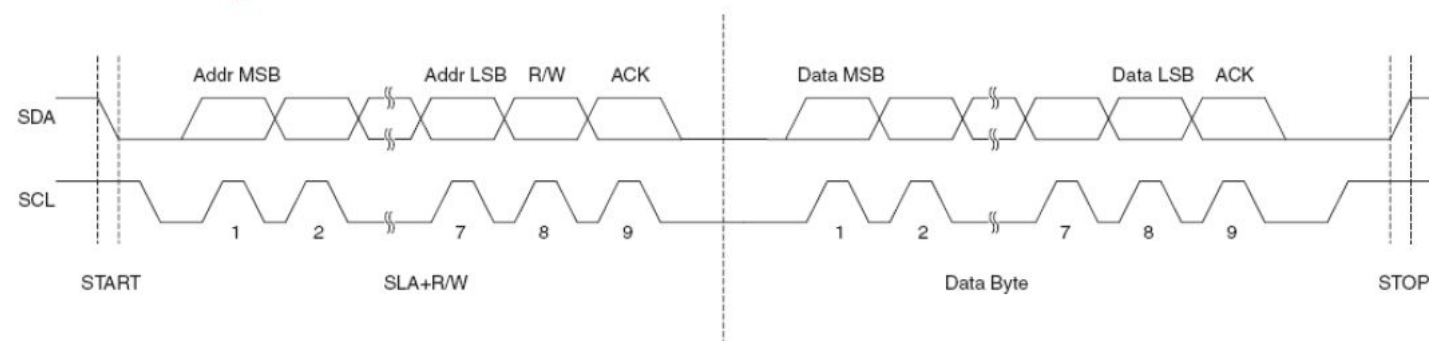 Addr MSB Addr LSB R/W ACK Data MSB Data LSB ACK
SDA
SCL
1 2 7 8 9 1 2 7 8 9
START SLA+R/W Data Byte STOP